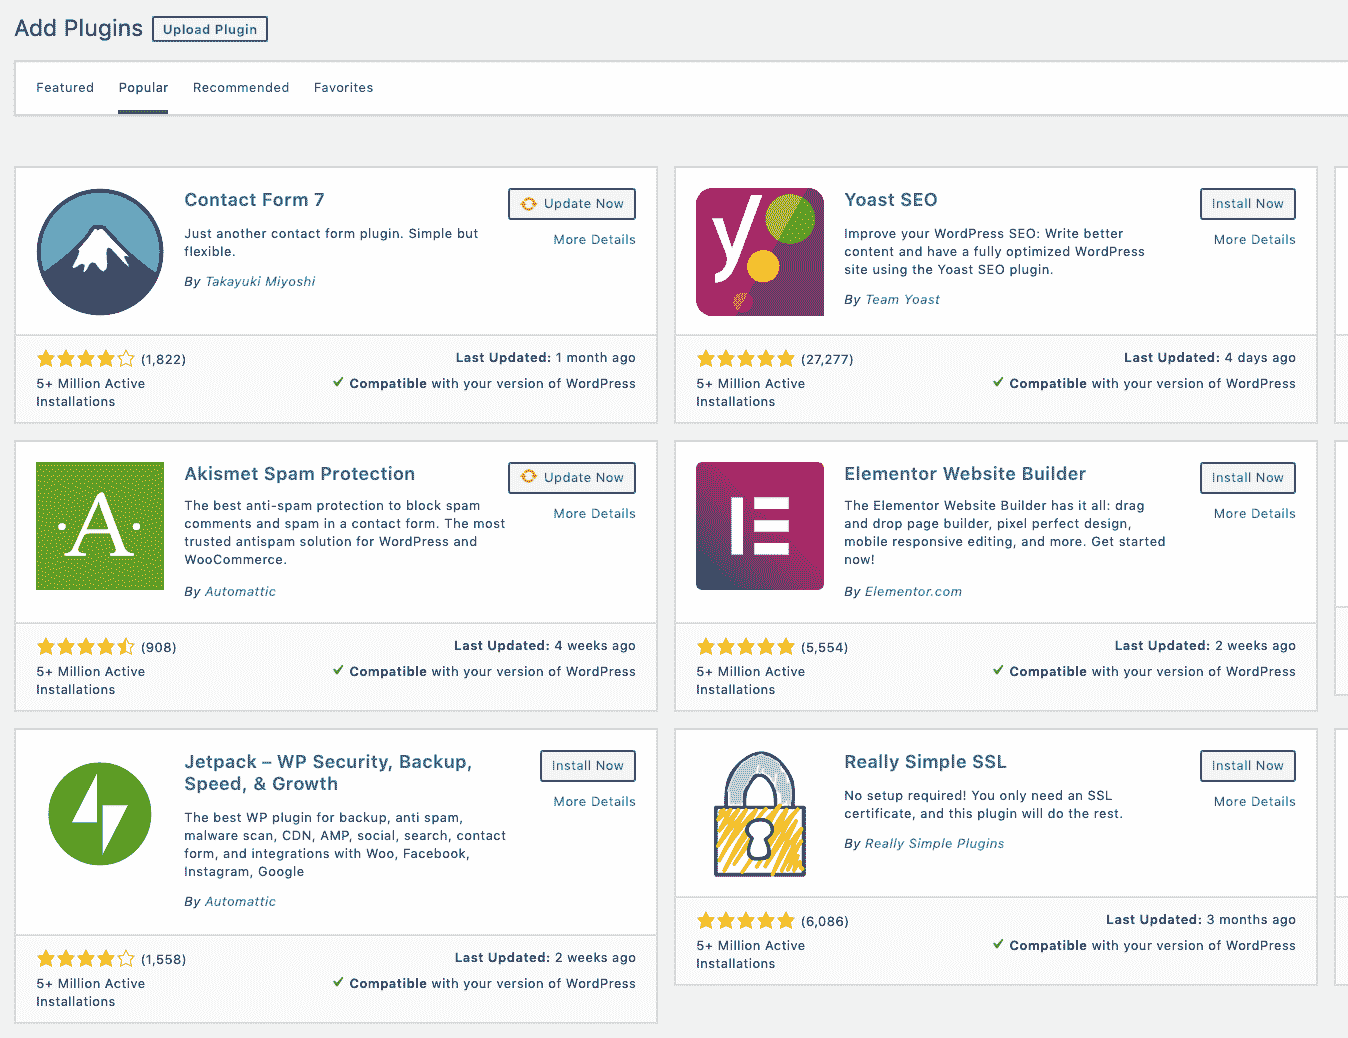 Add Plugins
Upload Plugin
Featured
Popular
Recommended
Favorites
Contact Form 7
Update Now
More Details
Just another contact form plugin. Simple but
flexible.
By Takayuki Miyoshi
(1,822)
Last Updated: 1 month ago
5+ Million Active
Installations
Compatible with your version of WordPress
y
Yoast SEO
Install Now
More Details
Improve your WordPress SEO: Write better
content and have a fully optimized WordPress
site using the Yoast SEO plugin.
By Team Yoast
(27,277)
Last Updated: 4 days ago
5+ Million Active
Installations
Compatible with your version of WordPress
A
Akismet Spam Protection
Update Now
More Details
The best anti-spam protection to block spam
comments and spam in a contact form. The most
trusted antispam solution for WordPress and
WooCommerce.
By Automattic
(908)
Last Updated: 4 weeks ago
5+ Million Active
Installations
Compatible with your version of WordPress
Elementor Website Builder
Install Now
More Details
The Elementor Website Builder has it all: drag
and drop page builder, pixel perfect design,
mobile responsive editing, and more. Get started
now!
By Elementor.com
(5,554)
Last Updated: 2 weeks ago
5+ Million Active
Installations
Compatible with your version of WordPress
Jetpack – WP Security, Backup,
Speed, & Growth
Install Now
More Details
The best WP plugin for backup, anti spam,
malware scan, CDN, AMP, social, search, contact
form, and integrations with Woo, Facebook,
Instagram, Google
By Automattic
(1,558)
Last Updated: 2 weeks ago
5+ Million Active
Installations
Compatible with your version of WordPress
Really Simple SSL
Install Now
More Details
No setup required! You only need an SSL
certificate, and this plugin will do the rest.
By Really Simple Plugins
(6,086)
Last Updated: 3 months ago
5+ Million Active
Installations
Compatible with your version of WordPress